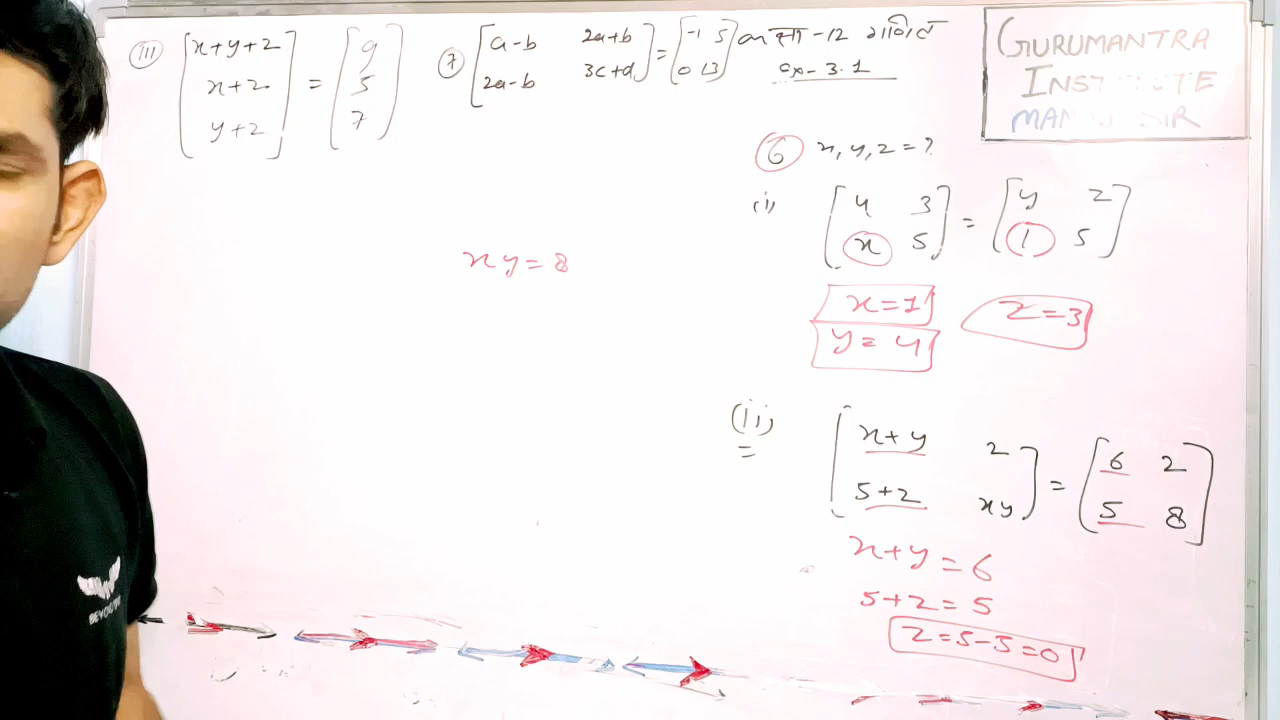 (iii) [x+y+z x+z y+z] = [9 5 7]
(7) [a-b 2a+b 2a-b 3c+d] = [-1 5 0 13] कक्षा -12 गणित
ex-3.1
GURUMANTRA
INSTITUTE
(6) x, y, z = ?
(i) [4 3 x 5] = [y z 1 5]
xy = 8
x=1
z=3
y=4
(ii) [x+y 2 5+z xy] = [6 2 5 8]
x+y=6
5+z=5
z=5-5=0